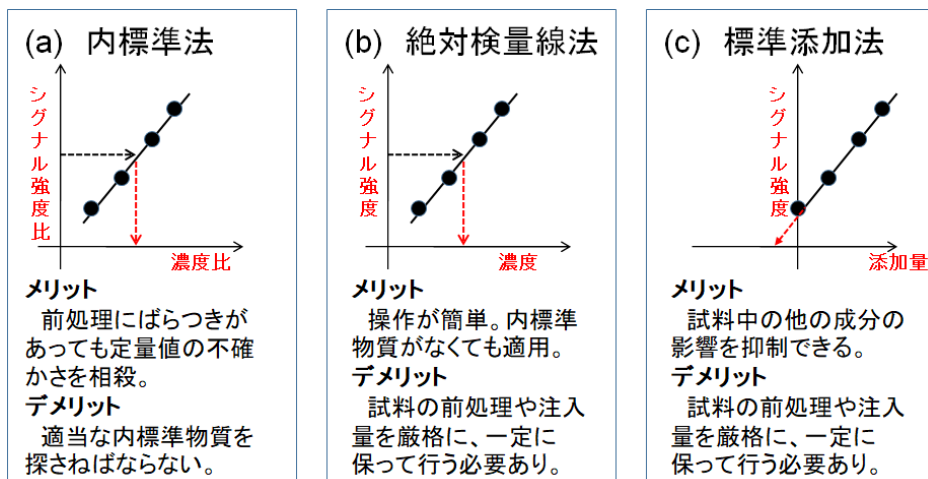 (a) 内標準法
シグナル強度比
濃度比
メリット
前処理にばらつきが
あっても定量値の不確
かさを相殺。
デメリット
適当な内標準物質を
探さねばならない。
(b) 絶対検量線法
シグナル強度
濃度
メリット
操作が簡単。内標準
物質がなくても適用。
デメリット
試料の前処理や注入
量を厳格に、一定に
保って行う必要あり。
(c) 標準添加法
シグナル強度
添加量
メリット
試料中の他の成分の
影響を抑制できる。
デメリット
試料の前処理や注入
量を厳格に、一定に
保って行う必要あり。